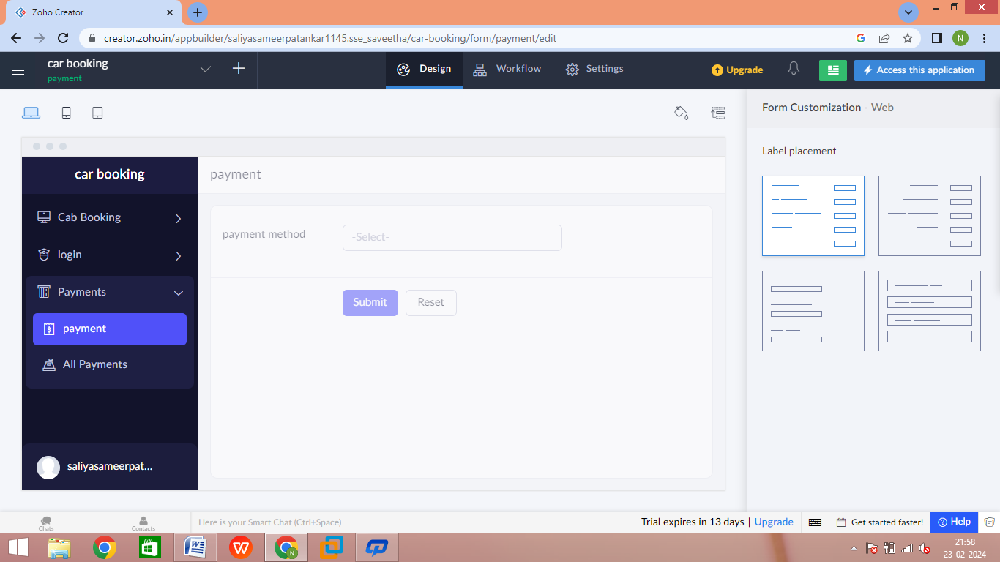 Zoho Creator
creator.zoho.in/appbuilder/saliyasameerpatankar1145.sse_saveetha/car-booking/form/payment/edit
N
car booking
payment
Design
Workflow
Settings
Upgrade
Access this application
Form Customization - Web
Label placement
car booking
payment
Cab Booking
login
Payments
payment
All Payments
saliyasameerpat...
payment method
-Select-
Submit
Reset
Chats
Contacts
Here is your Smart Chat (Ctrl+Space)
Trial expires in 13 days | Upgrade
Get started faster!
Help
21:58
23-02-2024